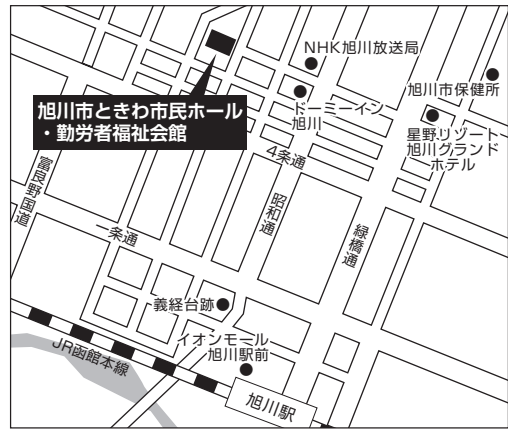 NHK旭川放送局
旭川市保健所
旭川市ときわ市民ホール
・勤労者福祉会館
ドーミーイン
旭川
星野リゾート
旭川グランド
ホテル
4条通
富良野国道
昭和通
緑橋通
一条通
義経台跡
イオンモール
旭川駅前
JR函館本線
旭川駅